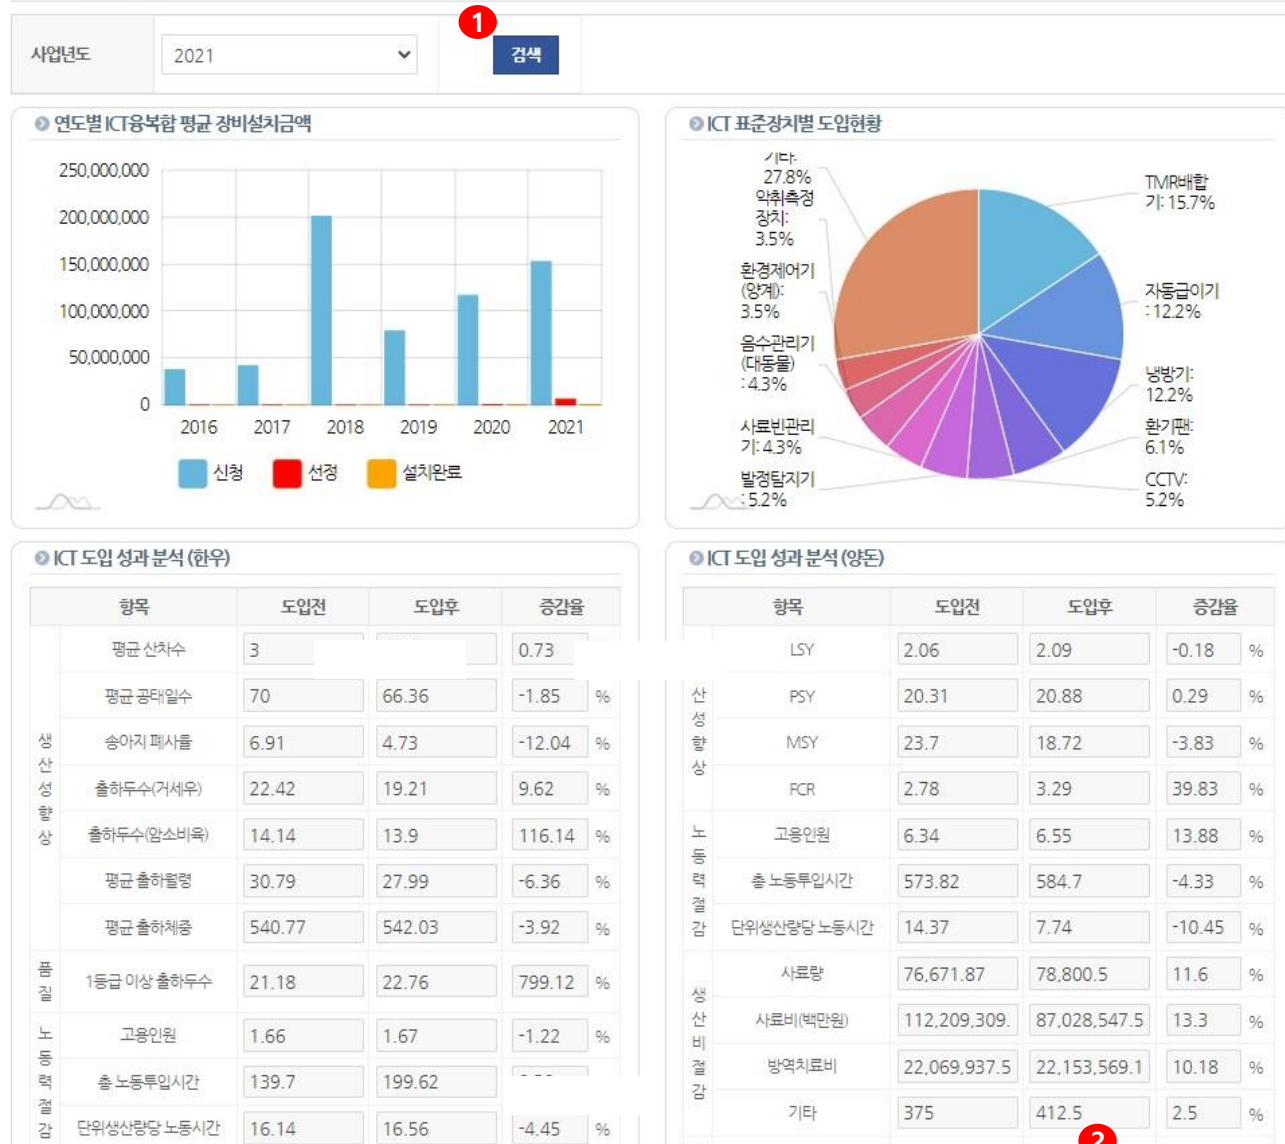 1
사업년도 2021 검색
연도별 ICT융복합 평균 장비설치금액
250,000,000
200,000,000
150,000,000
100,000,000
50,000,000
0
2016 2017 2018 2019 2020 2021
신청 선정 설치완료
ICT 표준장치별 도입현황
기타:
27.8%
악취측정
장치:
3.5%
환경제어기
(양계):
3.5%
음수관리기
(대동물)
: 4.3%
사료빈관리
기: 4.3%
발정탐지기
: 5.2%
TMR배합
기: 15.7%
자동급이기
: 12.2%
냉방기:
12.2%
환기팬:
6.1%
CCTV:
5.2%
ICT 도입 성과 분석 (한우)
항목 도입전 도입후 증감율
생산성향상
평균 산차수 3 0.73
평균 공태일수 70 66.36 -1.85 %
송아지 폐사율 6.91 4.73 -12.04 %
출하두수(거세우) 22.42 19.21 9.62 %
출하두수(암소비육) 14.14 13.9 116.14 %
평균 출하월령 30.79 27.99 -6.36 %
평균 출하체중 540.77 542.03 -3.92 %
품질
1등급 이상 출하두수 21.18 22.76 799.12 %
노동력절감
고용인원 1.66 1.67 -1.22 %
총 노동투입시간 139.7 199.62
단위생산량당 노동시간 16.14 16.56 -4.45 %
ICT 도입 성과 분석 (양돈)
항목 도입전 도입후 증감율
산성향상
LSY 2.06 2.09 -0.18 %
PSY 20.31 20.88 0.29 %
MSY 23.7 18.72 -3.83 %
FCR 2.78 3.29 39.83 %
노동력절감
고용인원 6.34 6.55 13.88 %
총 노동투입시간 573.82 584.7 -4.33 %
단위생산량당 노동시간 14.37 7.74 -10.45 %
생산비절감
사료량 76,671.87 78,800.5 11.6 %
사료비(백만원) 112,209,309. 87,028,547.5 13.3 %
방역치료비 22,069,937.5 22,153,569.1 10.18 %
기타 375 412.5 2.5 %
2